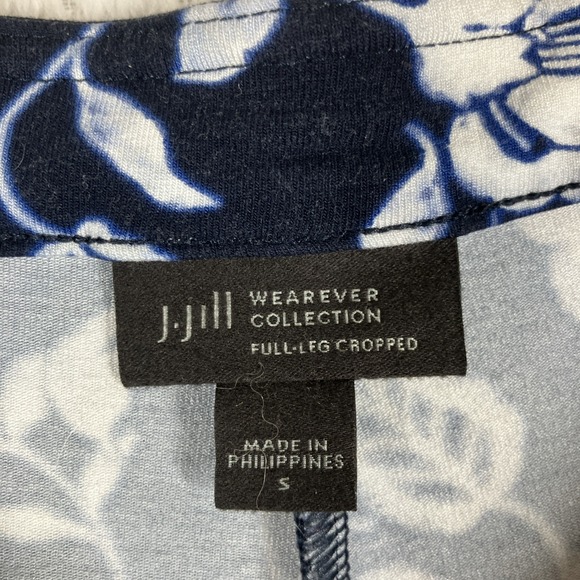 J.Jill WEAREVER
COLLECTION
FULL-LEG CROPPED
MADE IN
PHILIPPINES
S